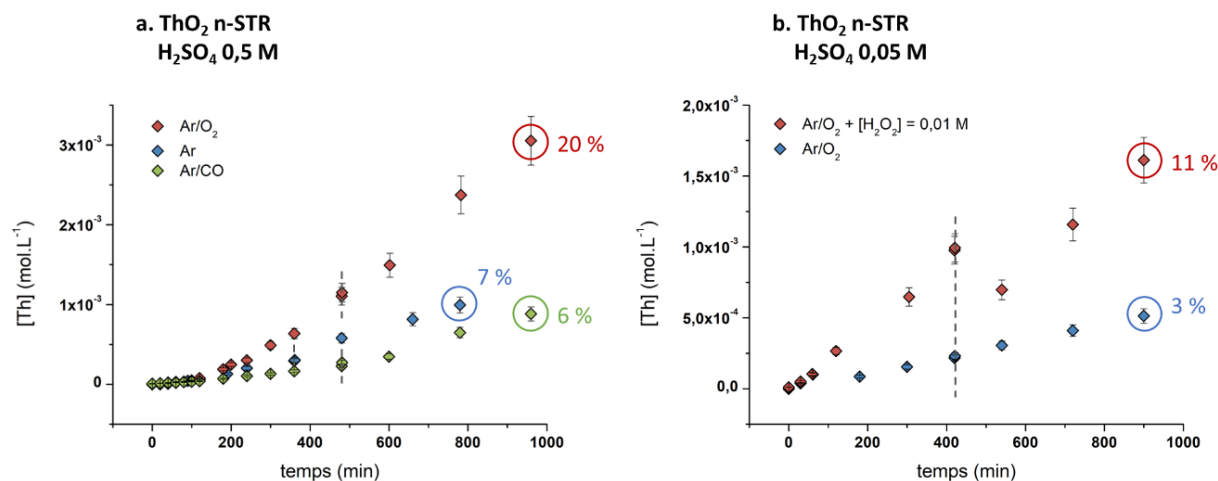 a. ThO₂ n-STR
H₂SO₄ 0,5 M
Ar/O₂
Ar
Ar/CO
3x10⁻³
2x10⁻³
1x10⁻³
0
[Th] (mol.L⁻¹)
20 %
7 %
6 %
0 200 400 600 800 1000
temps (min)
b. ThO₂ n-STR
H₂SO₄ 0,05 M
Ar/O₂ + [H₂O₂] = 0,01 M
Ar/O₂
2,0x10⁻³
1,5x10⁻³
1,0x10⁻³
5,0x10⁻⁴
0,0
[Th] (mol.L⁻¹)
11 %
3 %
0 200 400 600 800 1000
temps (min)